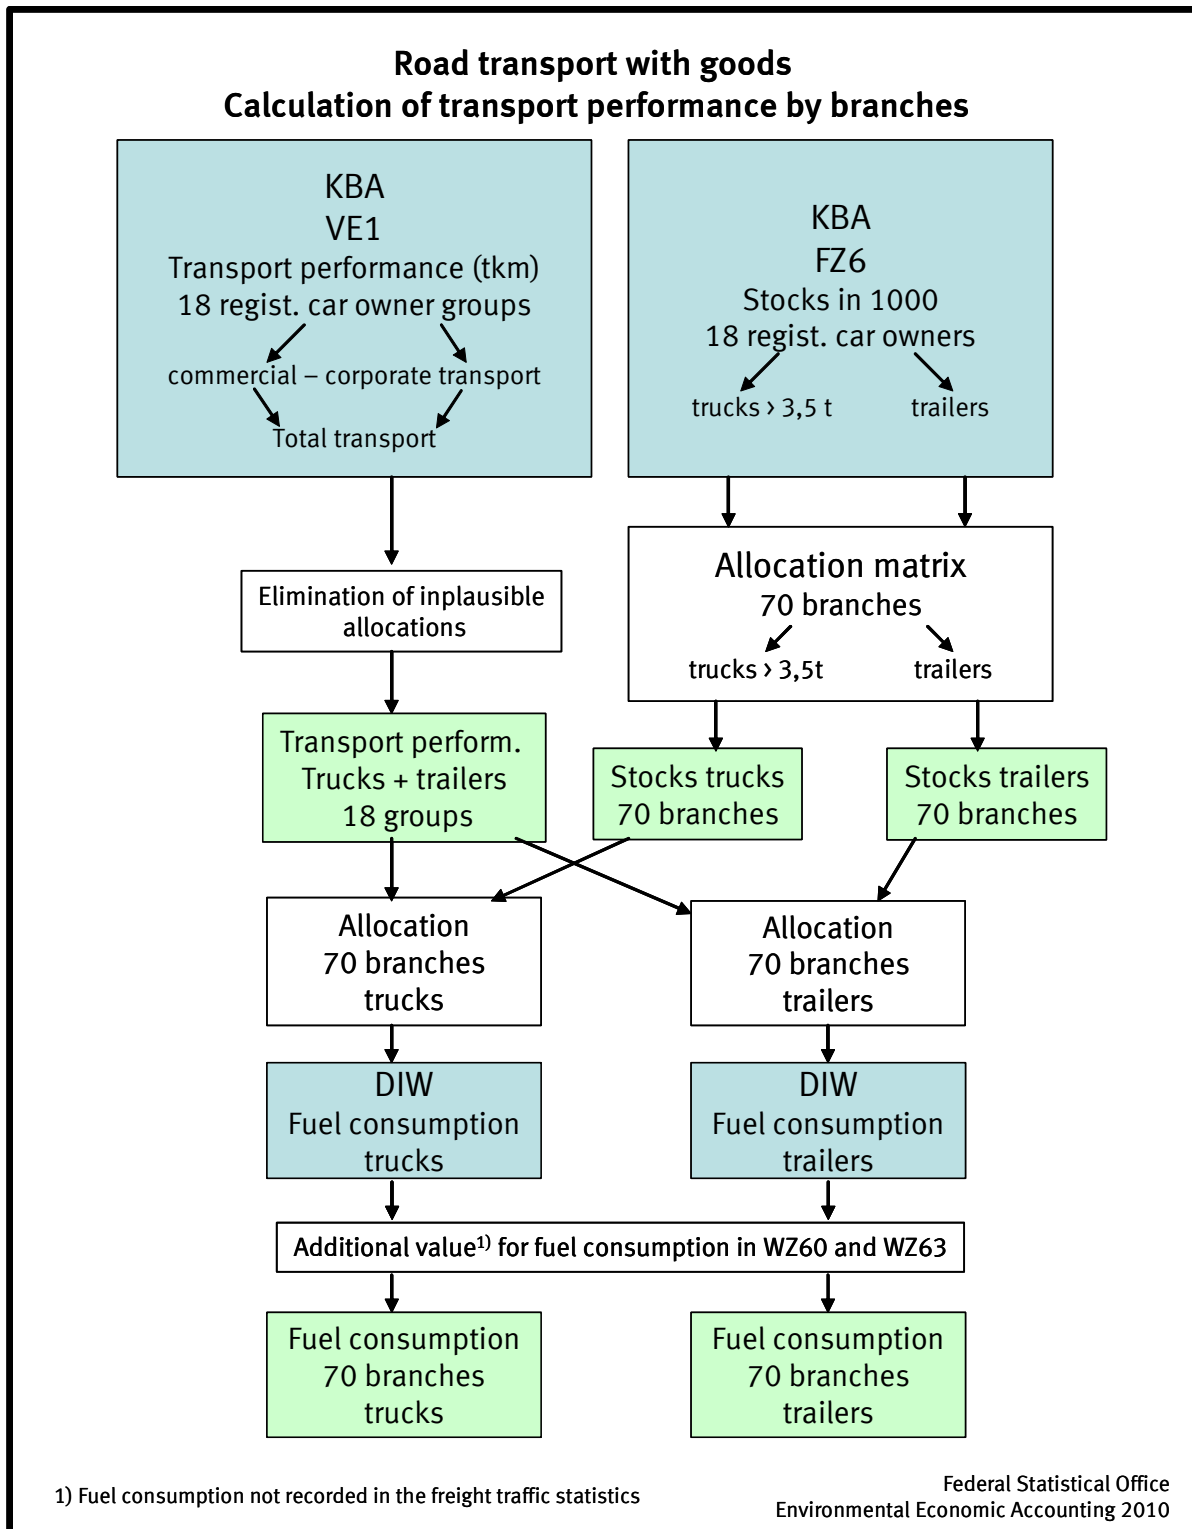 Road transport with goods
Calculation of transport performance by branches
KBA
VE1
Transport performance (tkm)
18 regist. car owner groups
commercial – corporate transport
Total transport
KBA
FZ6
Stocks in 1000
18 regist. car owners
trucks > 3,5 t trailers
Elimination of inplausible
allocations
Allocation matrix
70 branches
trucks > 3,5t trailers
Transport perform.
Trucks + trailers
18 groups
Stocks trucks
70 branches
Stocks trailers
70 branches
Allocation
70 branches
trucks
Allocation
70 branches
trailers
DIW
Fuel consumption
trucks
DIW
Fuel consumption
trailers
Additional value1) for fuel consumption in WZ60 and WZ63
Fuel consumption
70 branches
trucks
Fuel consumption
70 branches
trailers
1) Fuel consumption not recorded in the freight traffic statistics
Federal Statistical Office
Environmental Economic Accounting 2010